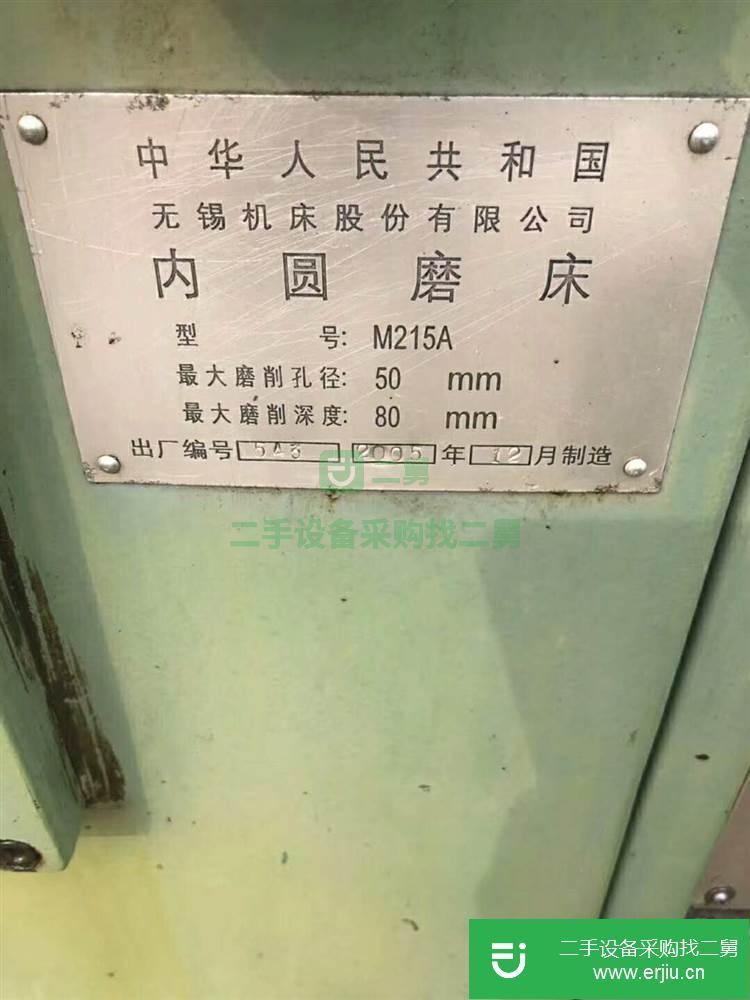 中华人民共和国
无锡机床股份有限公司
内圆磨床
型号: M215A
最大磨削孔径: 50 mm
最大磨削深度: 80 mm
出厂编号 5A3 2005 年 12 月制造
二舅
二手设备采购找二舅
二手设备采购找二舅
www.erjiu.cn